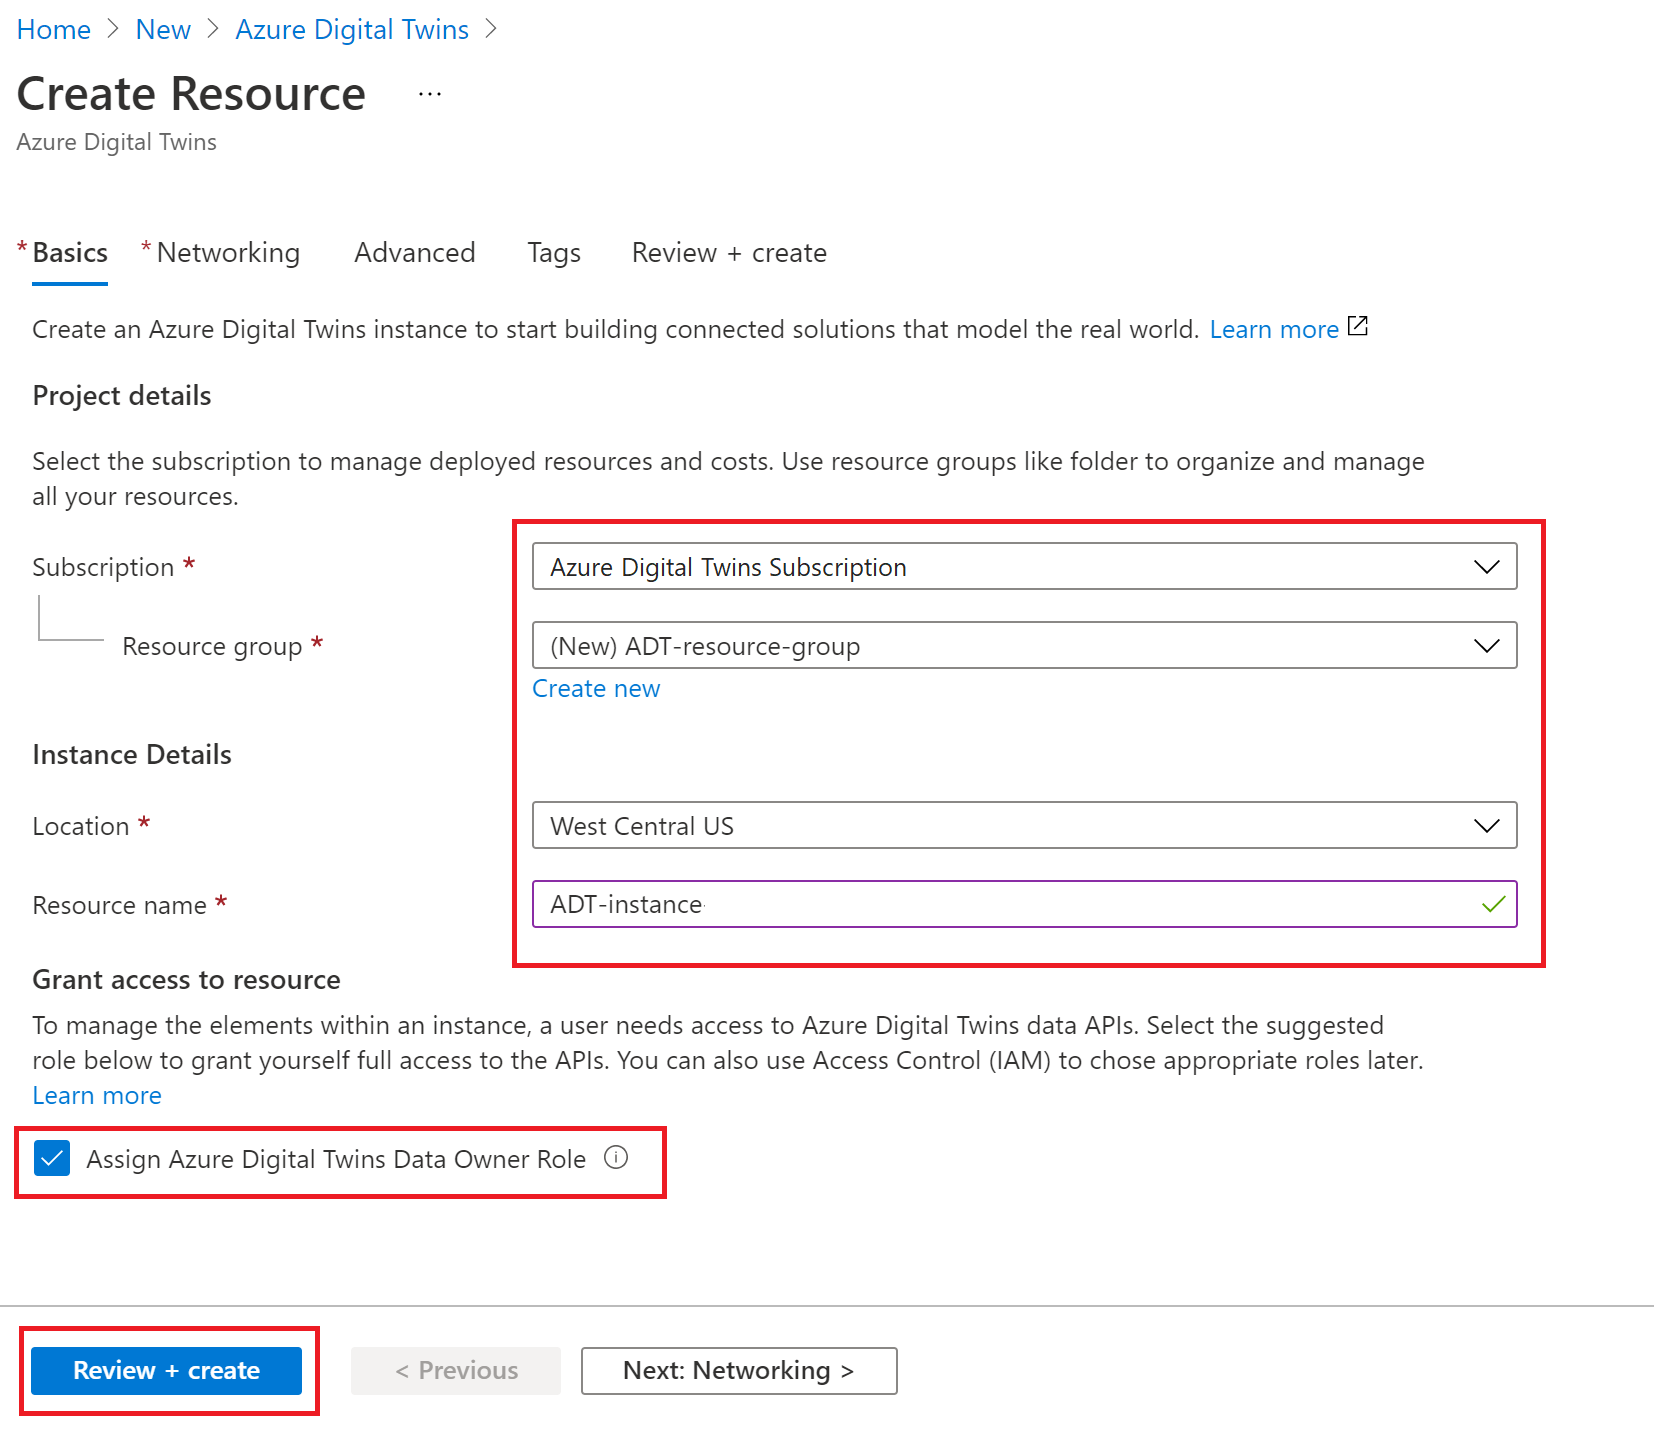 Home > New > Azure Digital Twins >
Create Resource ...
Azure Digital Twins
* Basics * Networking Advanced Tags Review + create
Create an Azure Digital Twins instance to start building connected solutions that model the real world. Learn more
Project details
Select the subscription to manage deployed resources and costs. Use resource groups like folder to organize and manage
all your resources.
Subscription * Azure Digital Twins Subscription
Resource group * (New) ADT-resource-group
Create new
Instance Details
Location * West Central US
Resource name * ADT-instance
Grant access to resource
To manage the elements within an instance, a user needs access to Azure Digital Twins data APIs. Select the suggested
role below to grant yourself full access to the APIs. You can also use Access Control (IAM) to chose appropriate roles later.
Learn more
Assign Azure Digital Twins Data Owner Role
Review + create < Previous Next: Networking >